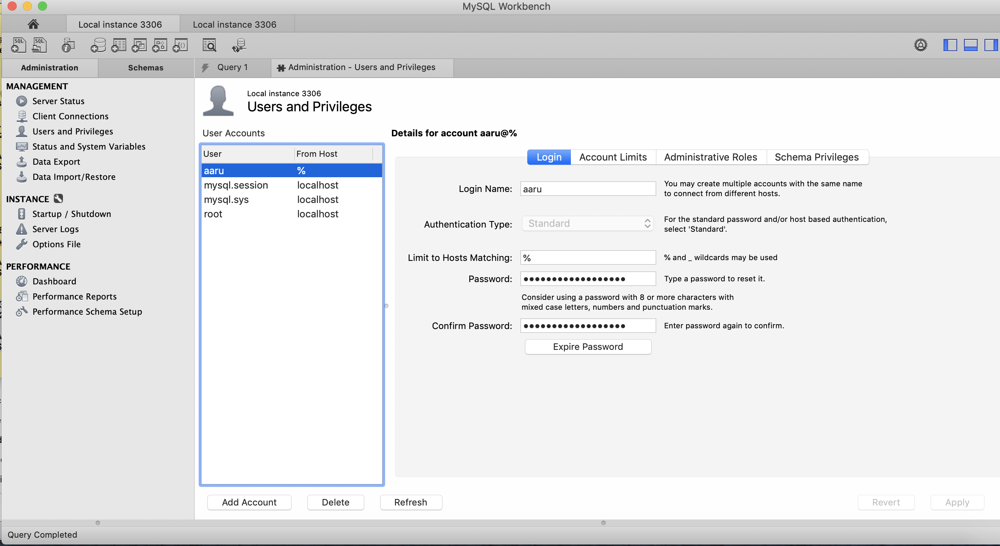 MySQL Workbench
Local instance 3306
Local instance 3306
SQL
SQL
Administration
Schemas
Query 1
Administration - Users and Privileges
MANAGEMENT
Server Status
Client Connections
Users and Privileges
Status and System Variables
Data Export
Data Import/Restore
INSTANCE
Startup / Shutdown
Server Logs
Options File
PERFORMANCE
Dashboard
Performance Reports
Performance Schema Setup
Local instance 3306
Users and Privileges
User Accounts
User From Host
aaru %
mysql.session localhost
mysql.sys localhost
root localhost
Details for account aaru@%
Login
Account Limits
Administrative Roles
Schema Privileges
Login Name: aaru
You may create multiple accounts with the same name
to connect from different hosts.
Authentication Type: Standard
For the standard password and/or host based authentication,
select 'Standard'.
Limit to Hosts Matching: %
% and _ wildcards may be used
Password: ●●●●●●●●●●●●●●●●●●
Type a password to reset it.
Consider using a password with 8 or more characters with
mixed case letters, numbers and punctuation marks.
Confirm Password: ●●●●●●●●●●●●●●●●●●
Enter password again to confirm.
Expire Password
Add Account
Delete
Refresh
Revert
Apply
Query Completed